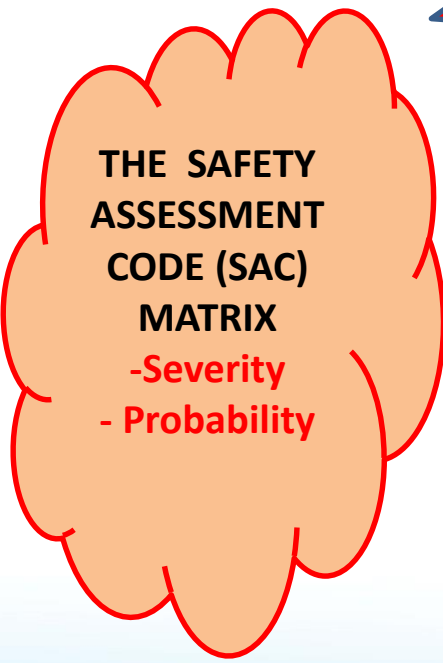 THE SAFETY
ASSESSMENT
CODE (SAC)
MATRIX
-Severity
- Probability